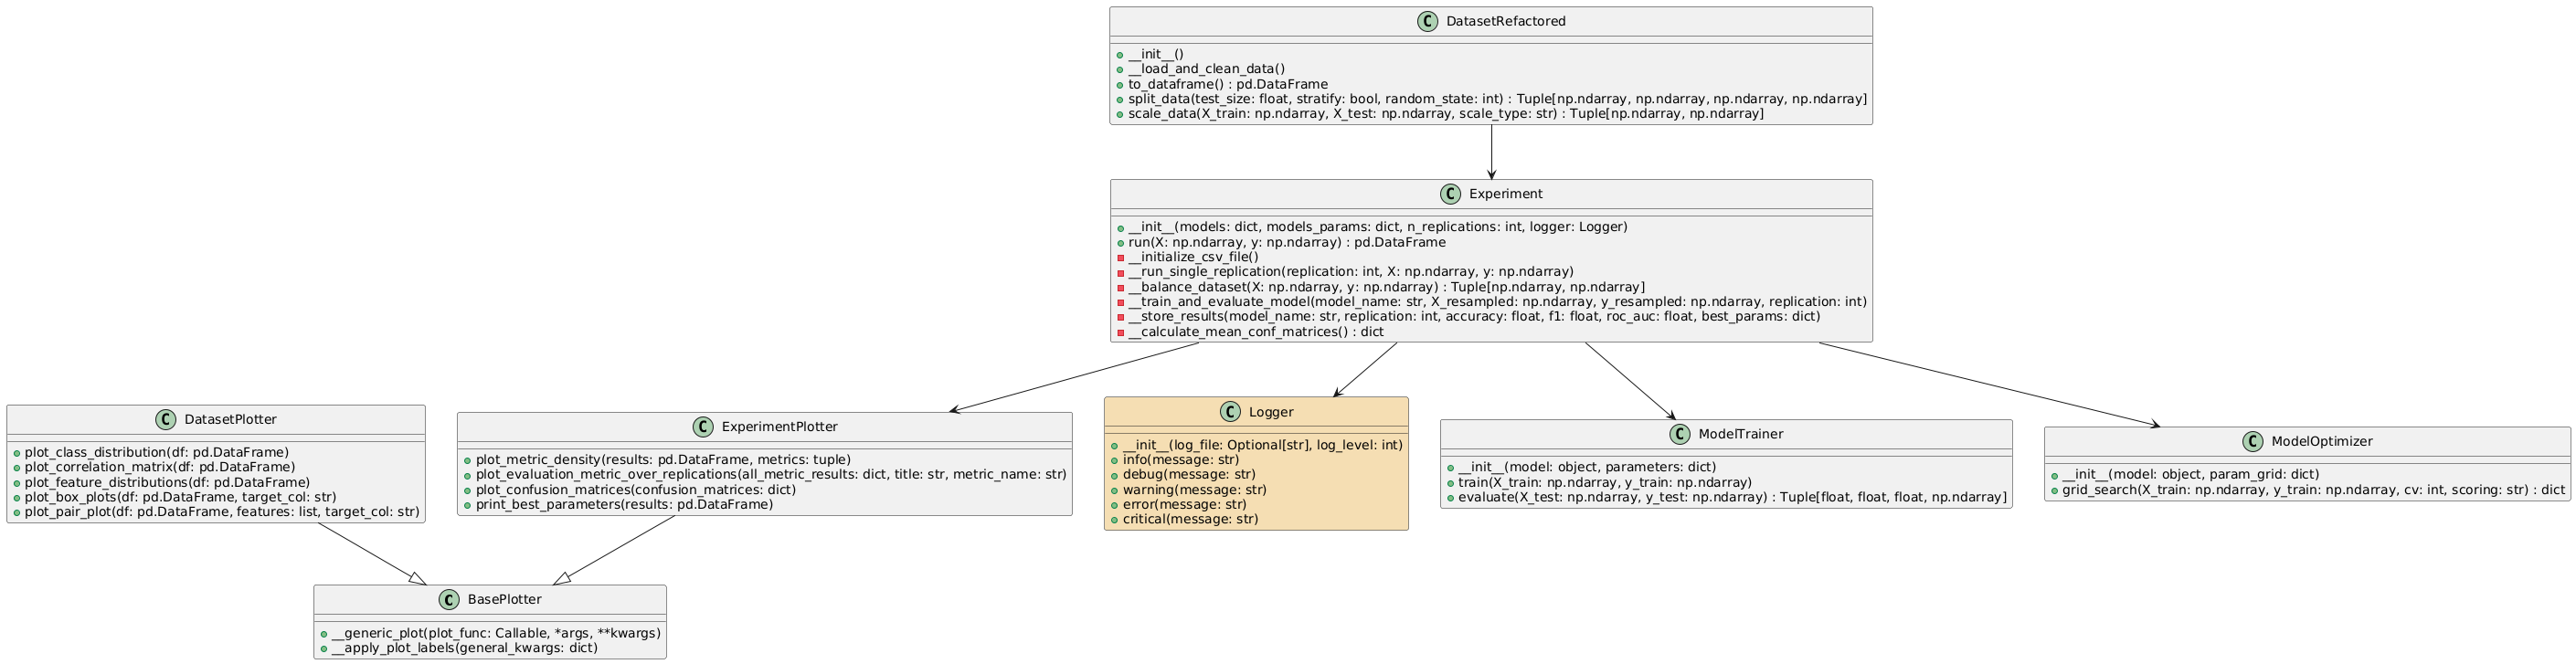 C DatasetRefactored
__init__()
__load_and_clean_data()
to_dataframe() : pd.DataFrame
split_data(test_size: float, stratify: bool, random_state: int) : Tuple[np.ndarray, np.ndarray, np.ndarray, np.ndarray]
scale_data(X_train: np.ndarray, X_test: np.ndarray, scale_type: str) : Tuple[np.ndarray, np.ndarray]
C Experiment
__init__(models: dict, models_params: dict, n_replications: int, logger: Logger)
run(X: np.ndarray, y: np.ndarray) : pd.DataFrame
__initialize_csv_file()
__run_single_replication(replication: int, X: np.ndarray, y: np.ndarray)
__balance_dataset(X: np.ndarray, y: np.ndarray) : Tuple[np.ndarray, np.ndarray]
__train_and_evaluate_model(model_name: str, X_resampled: np.ndarray, y_resampled: np.ndarray, replication: int)
__store_results(model_name: str, replication: int, accuracy: float, f1: float, roc_auc: float, best_params: dict)
__calculate_mean_conf_matrices() : dict
C DatasetPlotter
plot_class_distribution(df: pd.DataFrame)
plot_correlation_matrix(df: pd.DataFrame)
plot_feature_distributions(df: pd.DataFrame)
plot_box_plots(df: pd.DataFrame, target_col: str)
plot_pair_plot(df: pd.DataFrame, features: list, target_col: str)
C ExperimentPlotter
plot_metric_density(results: pd.DataFrame, metrics: tuple)
plot_evaluation_metric_over_replications(all_metric_results: dict, title: str, metric_name: str)
plot_confusion_matrices(confusion_matrices: dict)
print_best_parameters(results: pd.DataFrame)
C Logger
__init__(log_file: Optional[str], log_level: int)
info(message: str)
debug(message: str)
warning(message: str)
error(message: str)
critical(message: str)
C ModelTrainer
__init__(model: object, parameters: dict)
train(X_train: np.ndarray, y_train: np.ndarray)
evaluate(X_test: np.ndarray, y_test: np.ndarray) : Tuple[float, float, float, np.ndarray]
C ModelOptimizer
__init__(model: object, param_grid: dict)
grid_search(X_train: np.ndarray, y_train: np.ndarray, cv: int, scoring: str) : dict
C BasePlotter
__generic_plot(plot_func: Callable, *args, **kwargs)
__apply_plot_labels(general_kwargs: dict)